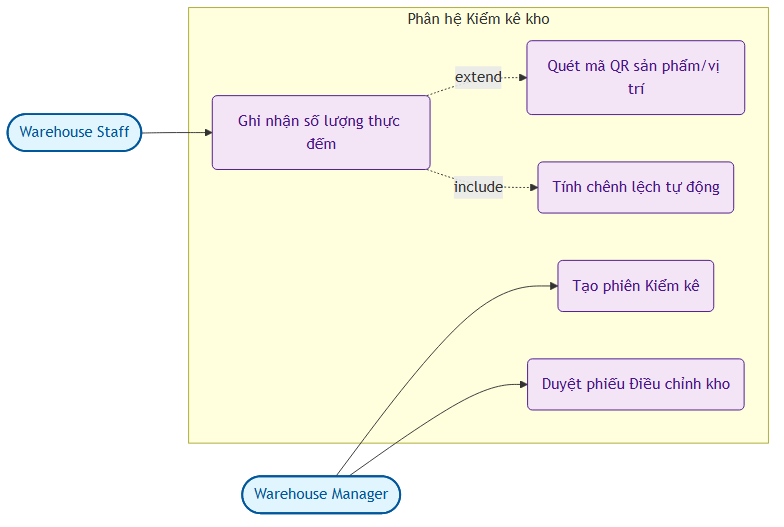 Phân hệ Kiểm kê kho
extend
Quét mã QR sản phẩm/vị
trí
Warehouse Staff
Ghi nhận số lượng thực
đếm
include
Tính chênh lệch tự động
Tạo phiên Kiểm kê
Duyệt phiếu Điều chỉnh kho
Warehouse Manager